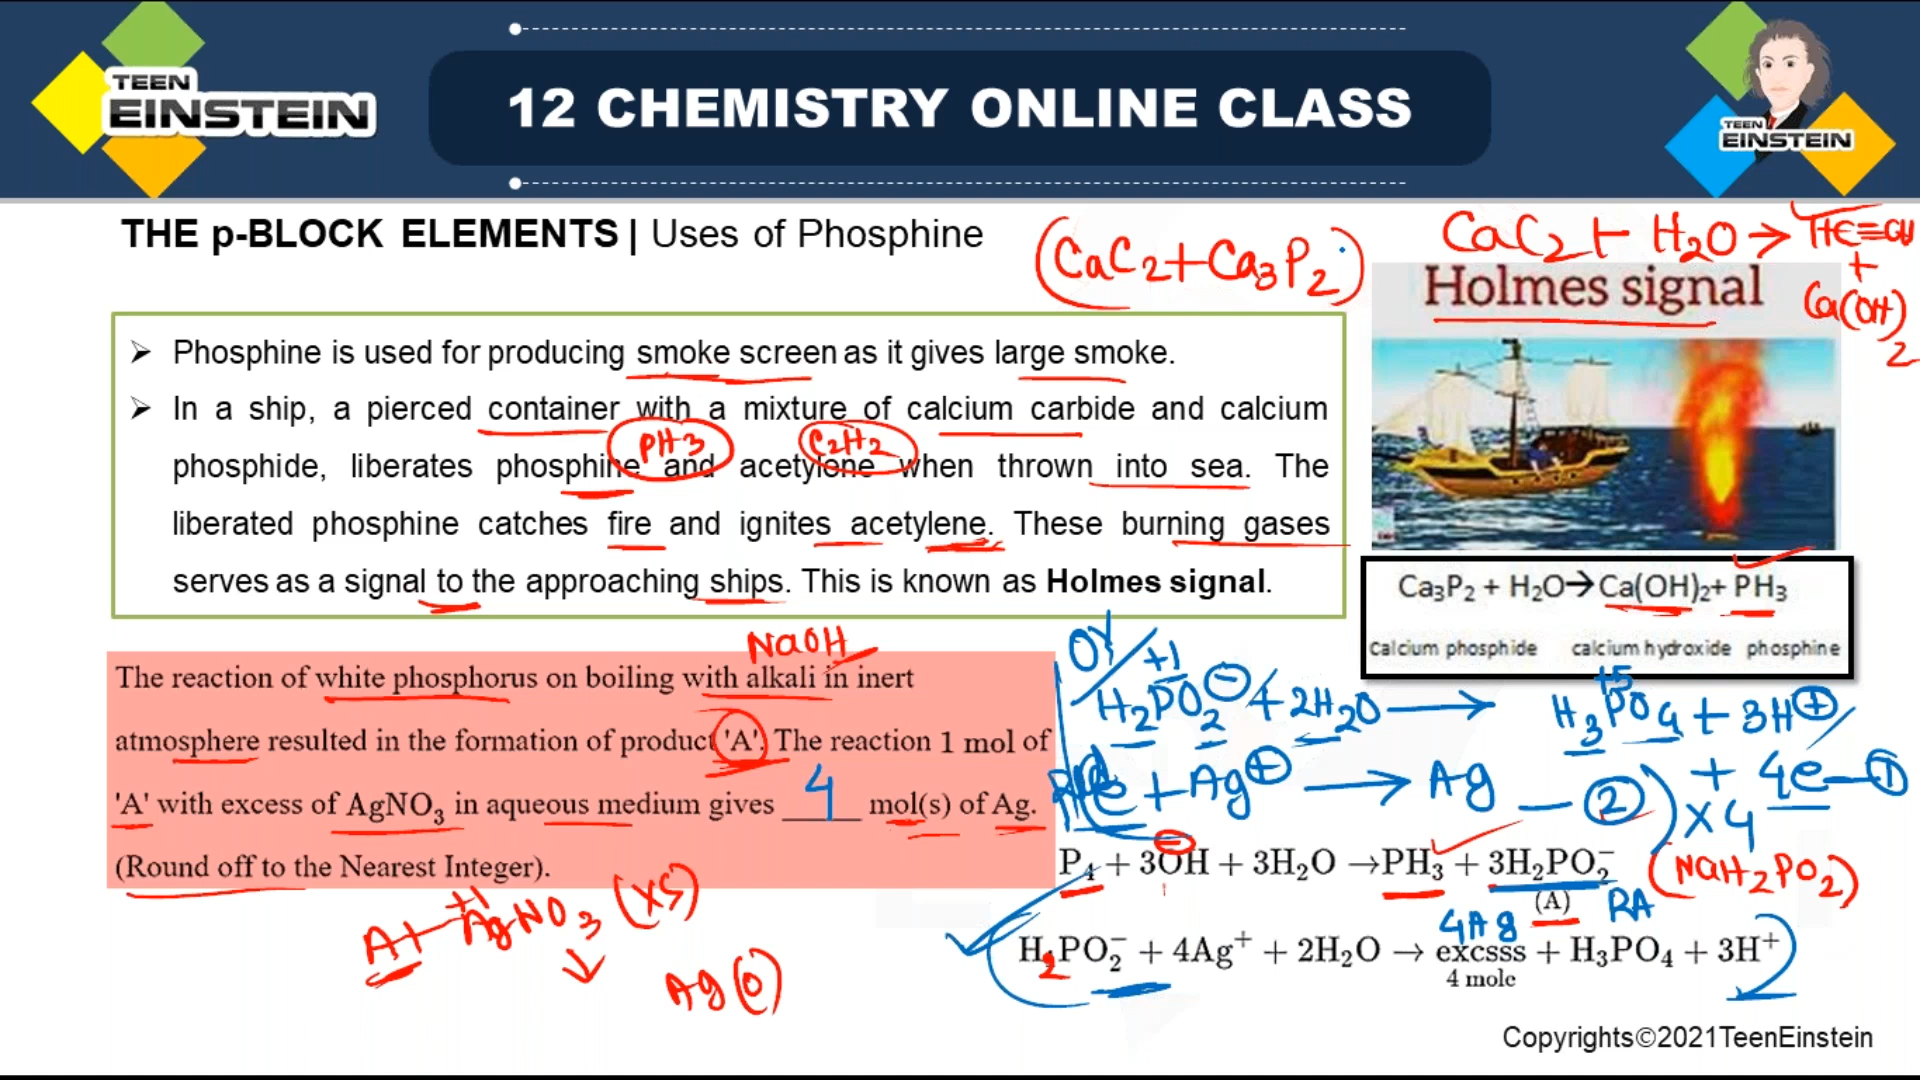 TEEN
EINSTEIN
12 CHEMISTRY ONLINE CLASS
TEEN
EINSTEIN
THE p-BLOCK ELEMENTS | Uses of Phosphine
(CaC2+Ca3P2)
CaC2+ H2O → HC≡CH
+
Ca(OH)2
Holmes signal
➢ Phosphine is used for producing smoke screen as it gives large smoke.
➢ In a ship, a pierced container with a mixture of calcium carbide and calcium
PH3 C2H2
phosphide, liberates phosphine and acetylene when thrown into sea. The
liberated phosphine catches fire and ignites acetylene. These burning gases
serves as a signal to the approaching ships. This is known as Holmes signal.
Ca₃P₂ + H₂O→Ca(OH)₂+ PH₃
Calcium phosphide calcium hydroxide phosphine
NaOH
The reaction of white phosphorus on boiling with alkali in inert
atmosphere resulted in the formation of product 'A'. The reaction 1 mol of
'A' with excess of AgNO₃ in aqueous medium gives 4 mol(s) of Ag.
(Round off to the Nearest Integer).
+1
A + AgNO3 (XS)
↓
Ag(0)
+1 +5
H2PO2⊖ + 2H2O → H3PO4 + 3H⊕
+ 4e — ①
e + Ag⊕ → Ag — ②) ×4
P₄ + 3OH⊖ + 3H₂O →PH₃ + 3H₂PO₂⁻ (NaH2PO2)
(A) RA
4Ag
H2PO₂⁻ + 4Ag⁺ + 2H₂O → excsss + H₃PO₄ + 3H⁺
4 mole
Copyrights©2021TeenEinstein